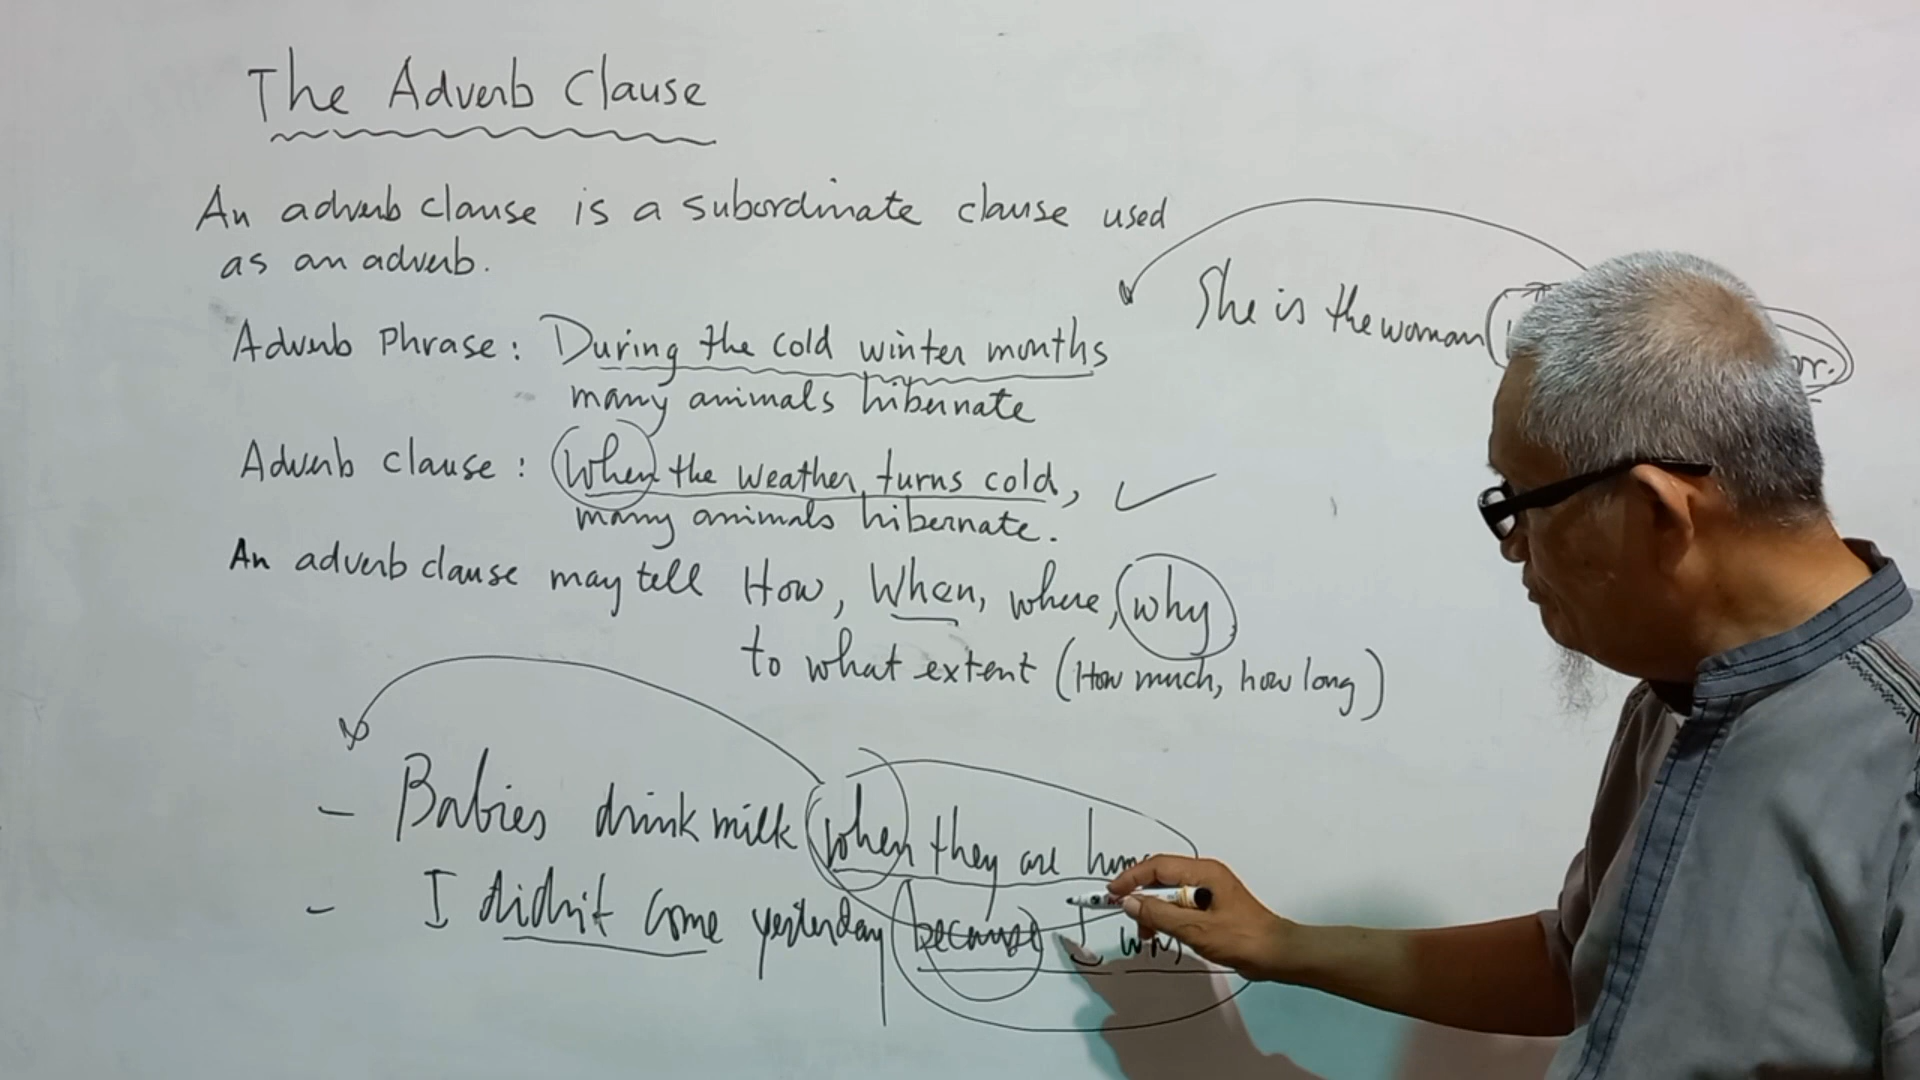 The Adverb Clause
An adverb clause is a subordinate clause used
as an adverb.
She is the woman
Adverb Phrase: During the cold winter months
many animals hibernate
Adverb clause: When the weather turns cold,
many animals hibernate.
An adverb clause may tell How, When, where, why
to what extent (How much, how long)
- Babies drink milk when they are
- I didn't come yesterday because I was